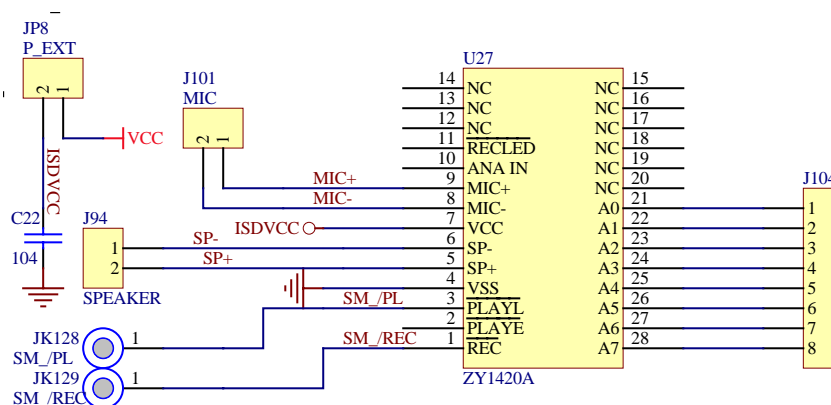 JP8
P_EXT
2 1
VCC
ISDVCC
C22
104
J101
MIC
2 1
MIC+
MIC-
J94
1
2
SPEAKER
SP-
SP+
ISDVCC
SM_/PL
SM_/REC
JK128
1
SM_/PL
JK129
1
SM_/REC
U27
14 NC
13 NC
12 NC
11 RECLED
10 ANA IN
9 MIC+
8 MIC-
7 VCC
6 SP-
5 SP+
4 VSS
3 PLAYL
2 PLAYE
1 REC
NC 15
NC 16
NC 17
NC 18
NC 19
NC 20
A0 21
A1 22
A2 23
A3 24
A4 25
A5 26
A6 27
A7 28
ZY1420A
J104
1
2
3
4
5
6
7
8